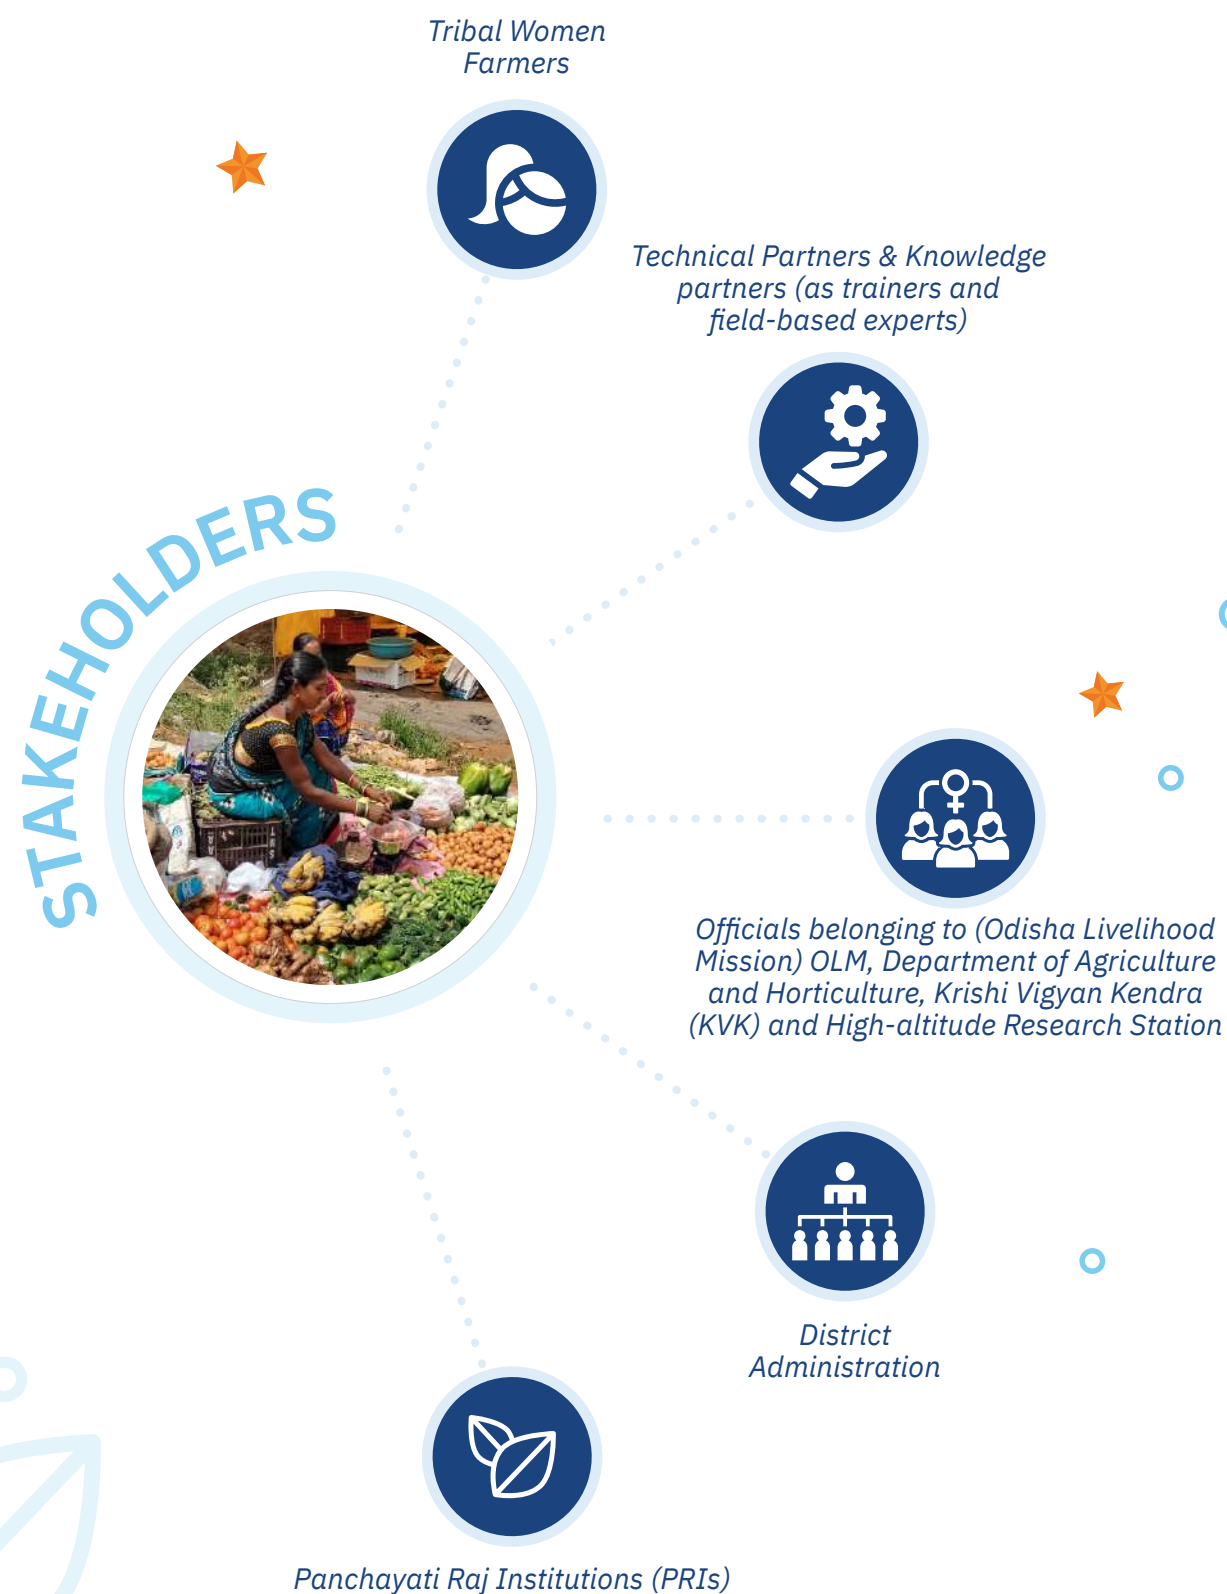 Tribal Women
Farmers
Technical Partners & Knowledge
partners (as trainers and
field-based experts)
STAKEHOLDERS
Officials belonging to (Odisha Livelihood
Mission) OLM, Department of Agriculture
and Horticulture, Krishi Vigyan Kendra
(KVK) and High-altitude Research Station
District
Administration
Panchayati Raj Institutions (PRIs)